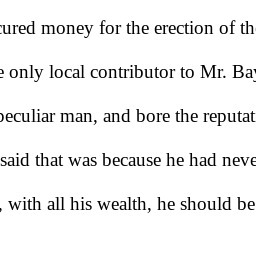 cured money for the erection of th
e only local contributor to Mr. Bay
peculiar man, and bore the reputat
said that was because he had neve
, with all his wealth, he should be